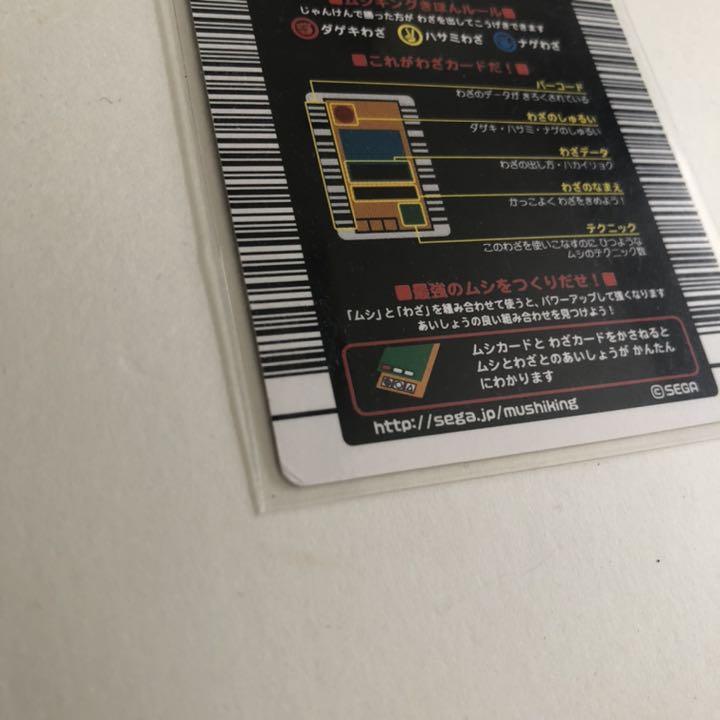 ■ムシキングきほんルール■
じゃんけんで勝った方が わざを出してこうげきできます
ダゲキわざ ハサミわざ ナゲわざ
■これがわざカードだ!■
バーコード
わざのデータが きろくされている
わざのしゅるい
ダゲキ・ハサミ・ナゲのしゅるい
わざデータ
わざの出し方・ハカイリョク
わざのなまえ
かっこよく わざをきめよう!
テクニック
このわざを使いこなすのに ひつような
ムシのテクニック数
■最強のムシをつくりだせ!■
「ムシ」と「わざ」を組み合わせて使うと、パワーアップして強くなります
あいしょうの良い組み合わせを見つけよう!
ムシカードと わざカードをかさねると
ムシとわざとのあいしょうが かんたん
にわかります
©SEGA
http://sega.jp/mushiking